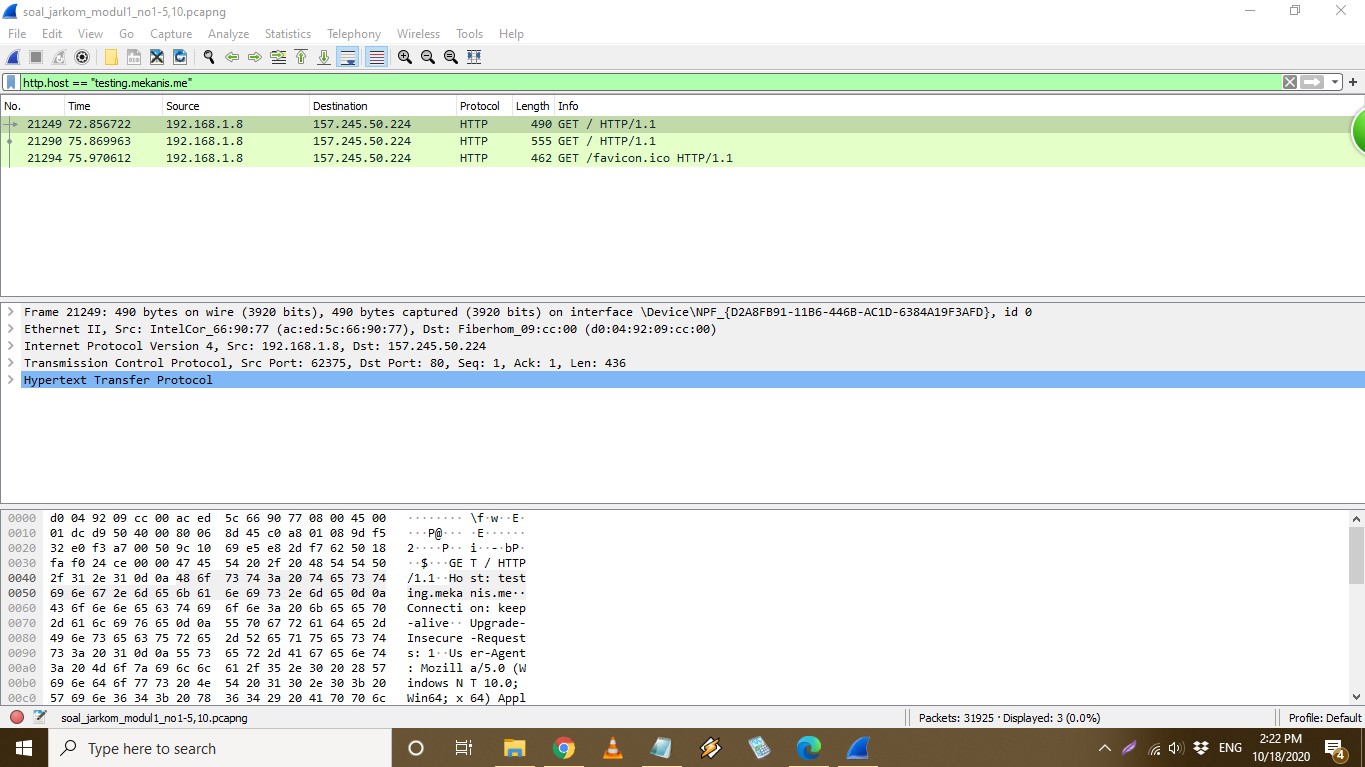 soal_jarkom_modul1_no1-5,10.pcapng
File Edit View Go Capture Analyze Statistics Telephony Wireless Tools Help
http.host == "testing.mekanis.me"
No. Time Source Destination Protocol Length Info
21249 72.856722 192.168.1.8 157.245.50.224 HTTP 490 GET / HTTP/1.1
21290 75.869963 192.168.1.8 157.245.50.224 HTTP 555 GET / HTTP/1.1
21294 75.970612 192.168.1.8 157.245.50.224 HTTP 462 GET /favicon.ico HTTP/1.1
Frame 21249: 490 bytes on wire (3920 bits), 490 bytes captured (3920 bits) on interface \Device\NPF_{D2A8FB91-11B6-446B-AC1D-6384A19F3AFD}, id 0
Ethernet II, Src: IntelCor_66:90:77 (ac:ed:5c:66:90:77), Dst: Fiberhom_09:cc:00 (d0:04:92:09:cc:00)
Internet Protocol Version 4, Src: 192.168.1.8, Dst: 157.245.50.224
Transmission Control Protocol, Src Port: 62375, Dst Port: 80, Seq: 1, Ack: 1, Len: 436
Hypertext Transfer Protocol
0000 d0 04 92 09 cc 00 ac ed 5c 66 90 77 08 00 45 00 ········ \f·w··E·
0010 01 dc d9 50 40 00 80 06 8d 45 c0 a8 01 08 9d f5 ···P@··· ·E······
0020 32 e0 f3 a7 00 50 9c 10 69 e5 e8 2d f7 62 50 18 2····P·· i··-·bP·
0030 fa f0 24 ce 00 00 47 45 54 20 2f 20 48 54 54 50 ··$···GE T / HTTP
0040 2f 31 2e 31 0d 0a 48 6f 73 74 3a 20 74 65 73 74 /1.1··Ho st: test
0050 69 6e 67 2e 6d 65 6b 61 6e 69 73 2e 6d 65 0d 0a ing.meka nis.me··
0060 43 6f 6e 6e 65 63 74 69 6f 6e 3a 20 6b 65 65 70 Connecti on: keep
0070 2d 61 6c 69 76 65 0d 0a 55 70 67 72 61 64 65 2d -alive·· Upgrade-
0080 49 6e 73 65 63 75 72 65 2d 52 65 71 75 65 73 74 Insecure -Request
0090 73 3a 20 31 0d 0a 55 73 65 72 2d 41 67 65 6e 74 s: 1··Us er-Agent
00a0 3a 20 4d 6f 7a 69 6c 6c 61 2f 35 2e 30 20 28 57 : Mozill a/5.0 (W
00b0 69 6e 64 6f 77 73 20 4e 54 20 31 30 2e 30 3b 20 indows N T 10.0;
00c0 57 69 6e 36 34 3b 20 78 36 34 29 20 41 70 70 6c Win64; x 64) Appl
soal_jarkom_modul1_no1-5,10.pcapng Packets: 31925 · Displayed: 3 (0.0%) Profile: Default
Type here to search ENG 2:22 PM
10/18/2020 4